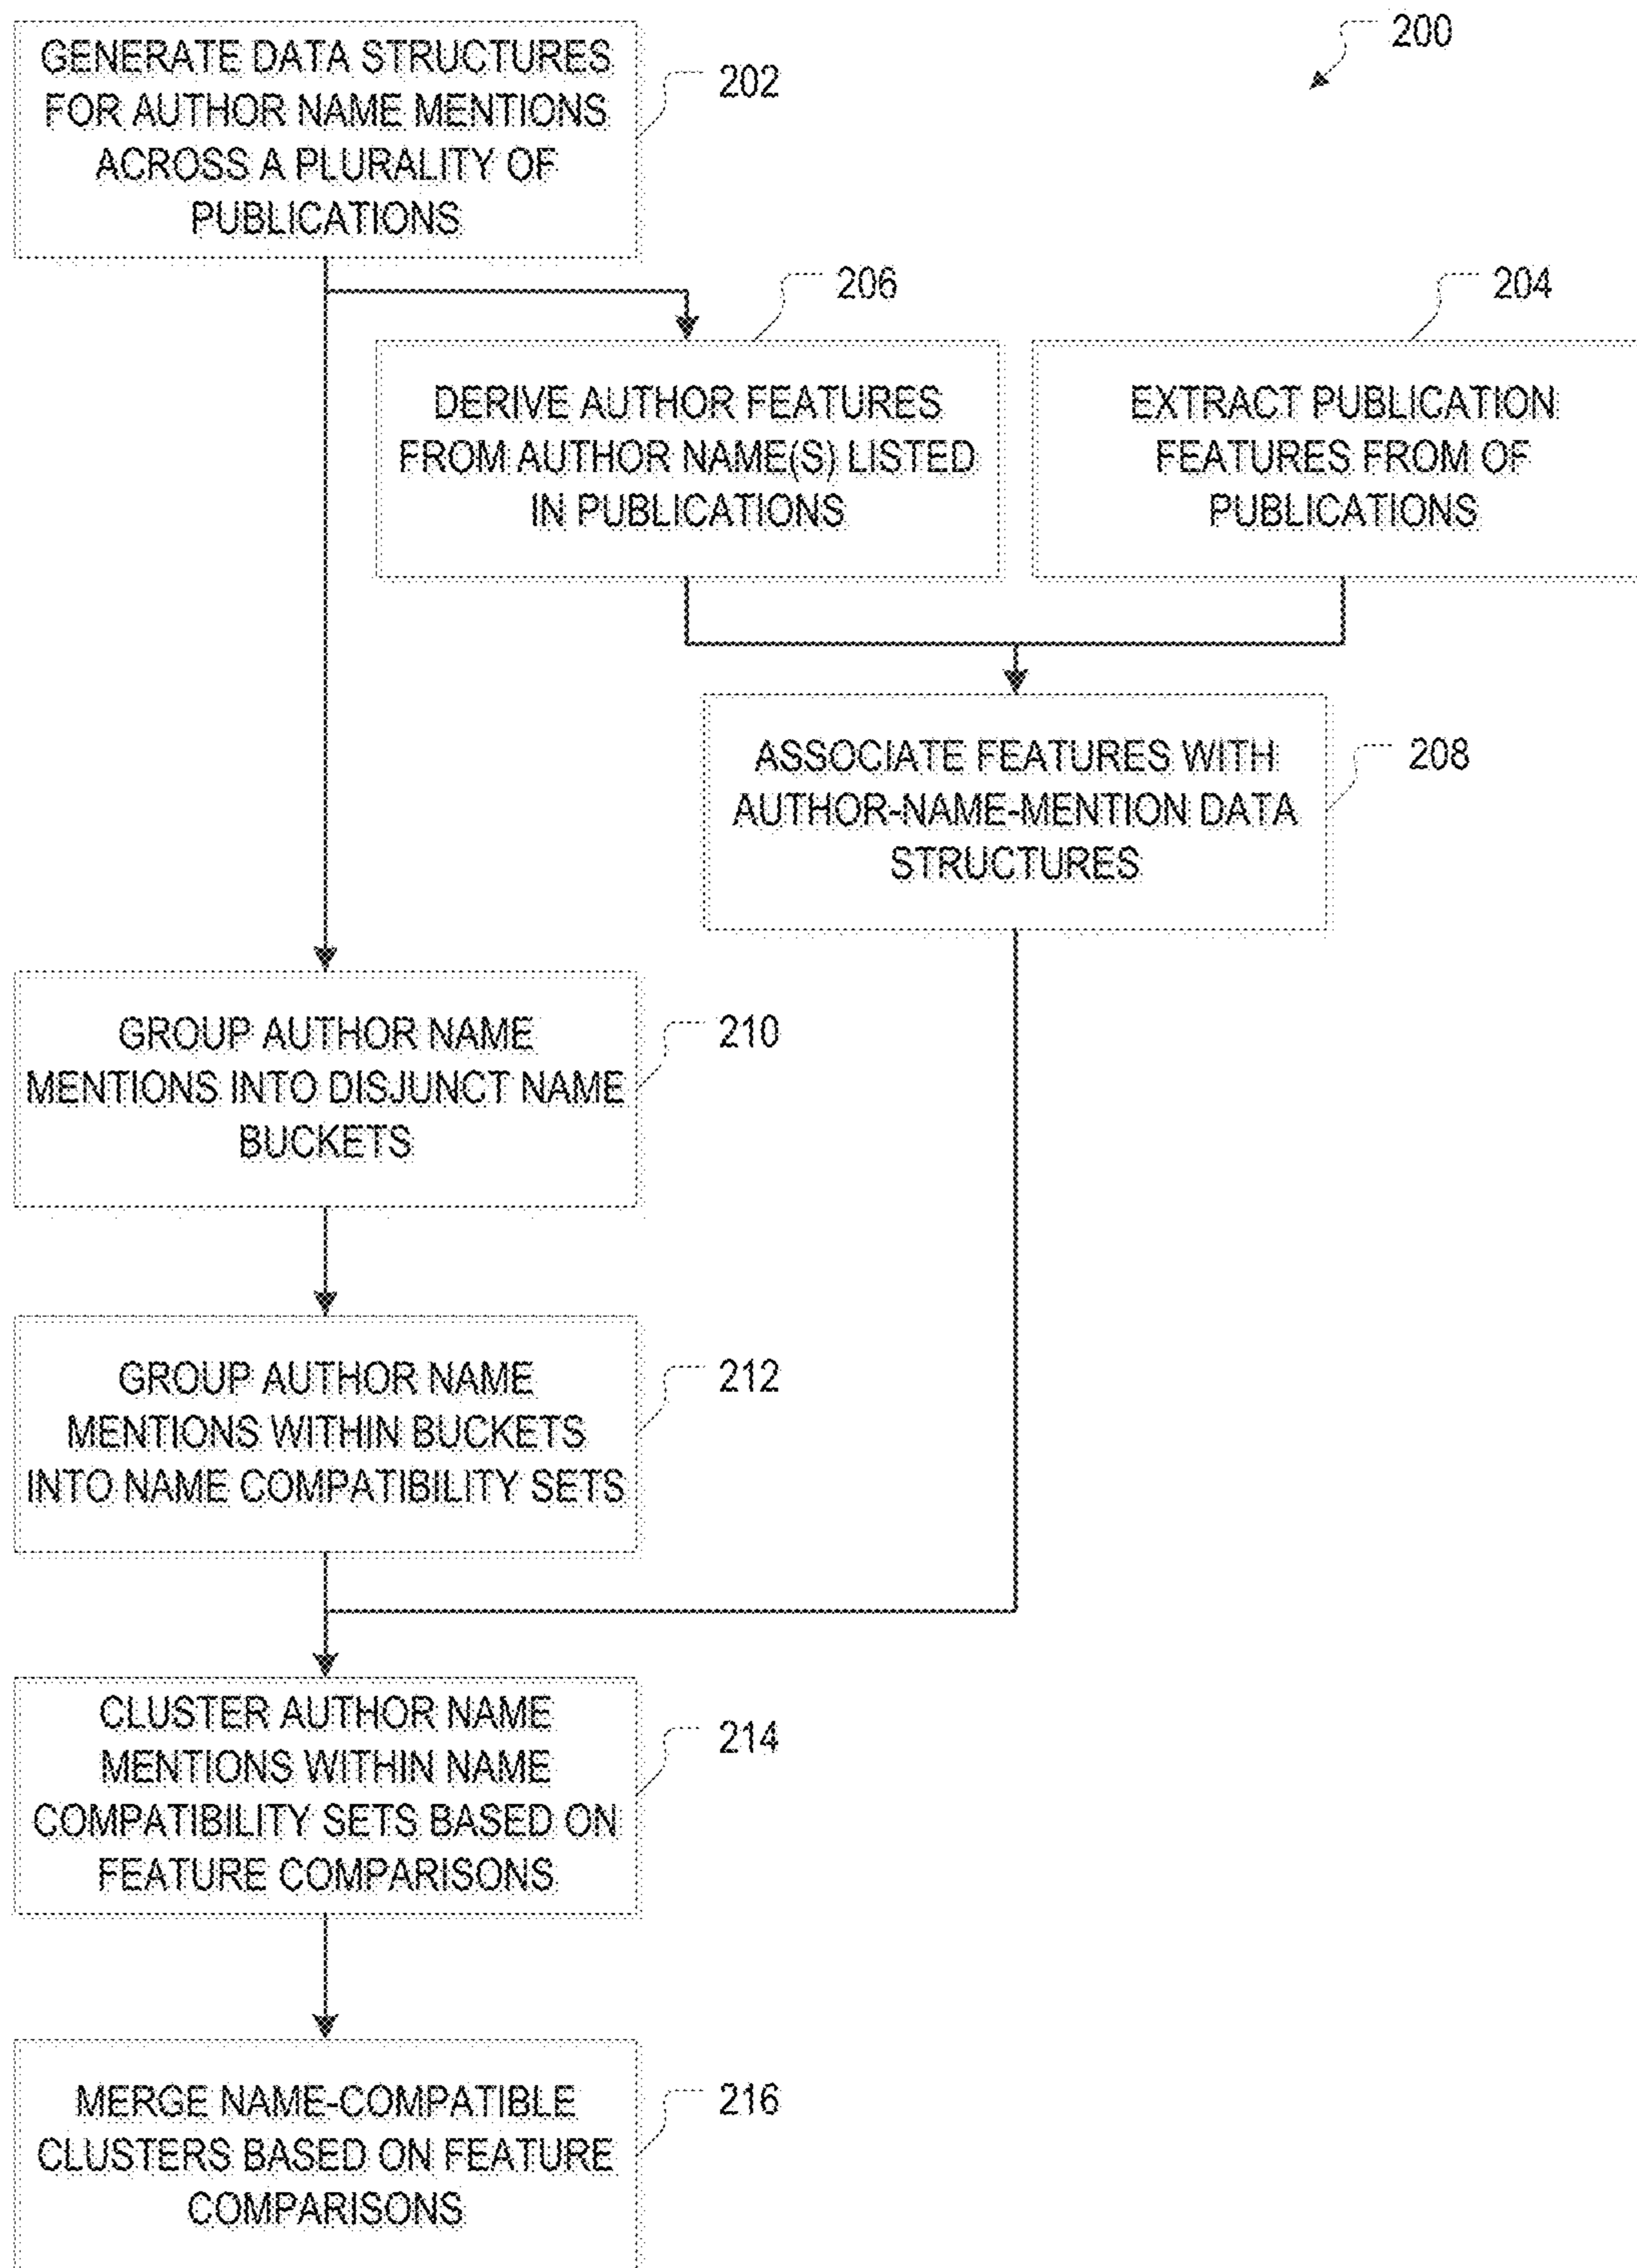 200
GENERATE DATA STRUCTURES
FOR AUTHOR NAME MENTIONS
ACROSS A PLURALITY OF
PUBLICATIONS
202
206
204
DERIVE AUTHOR FEATURES
FROM AUTHOR NAME(S) LISTED
IN PUBLICATIONS
EXTRACT PUBLICATION
FEATURES FROM OF
PUBLICATIONS
ASSOCIATE FEATURES WITH
AUTHOR-NAME-MENTION DATA
STRUCTURES
208
GROUP AUTHOR NAME
MENTIONS INTO DISJUNCT NAME
BUCKETS
210
GROUP AUTHOR NAME
MENTIONS WITHIN BUCKETS
INTO NAME COMPATIBILITY SETS
212
CLUSTER AUTHOR NAME
MENTIONS WITHIN NAME
COMPATIBILITY SETS BASED ON
FEATURE COMPARISONS
214
MERGE NAME-COMPATIBLE
CLUSTERS BASED ON FEATURE
COMPARISONS
216